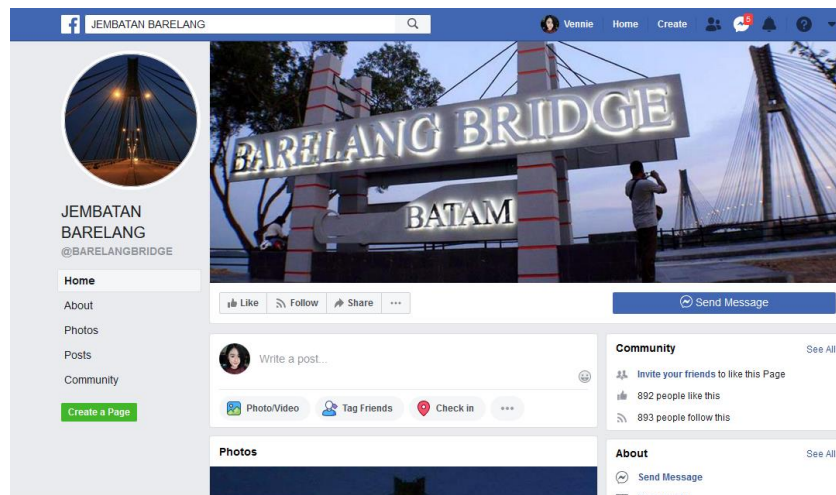 JEMBATAN BARELANG
Vennie
Home
Create
5
BARELANG BRIDGE
BATAM
JEMBATAN
BARELANG
@BARELANGBRIDGE
Home
About
Photos
Posts
Community
Create a Page
Like
Follow
Share
Send Message
Write a post...
Photo/Video
Tag Friends
Check in
Photos
Community
See All
Invite your friends to like this Page
892 people like this
893 people follow this
About
See All
Send Message